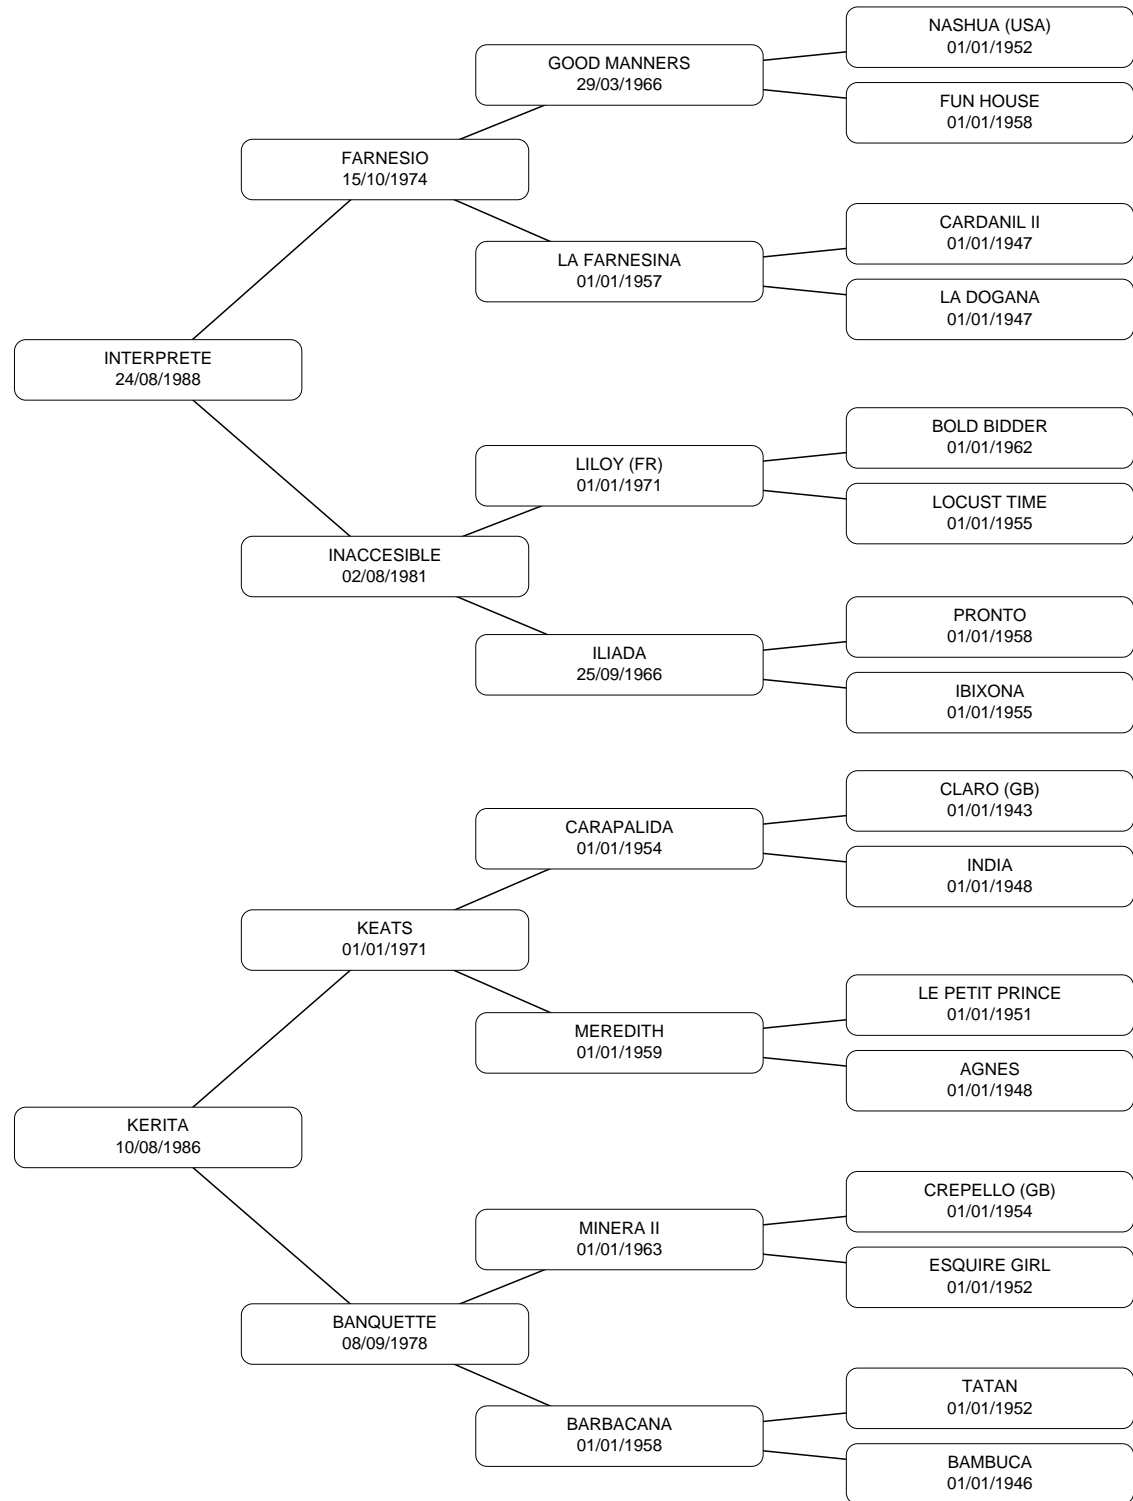 NASHUA (USA)
01/01/1952
GOOD MANNERS
29/03/1966
FUN HOUSE
01/01/1958
FARNESIO
15/10/1974
CARDANIL II
01/01/1947
LA FARNESINA
01/01/1957
LA DOGANA
01/01/1947
INTERPRETE
24/08/1988
BOLD BIDDER
01/01/1962
LILOY (FR)
01/01/1971
LOCUST TIME
01/01/1955
INACCESIBLE
02/08/1981
PRONTO
01/01/1958
ILIADA
25/09/1966
IBIXONA
01/01/1955
CLARO (GB)
01/01/1943
CARAPALIDA
01/01/1954
INDIA
01/01/1948
KEATS
01/01/1971
LE PETIT PRINCE
01/01/1951
MEREDITH
01/01/1959
AGNES
01/01/1948
KERITA
10/08/1986
CREPELLO (GB)
01/01/1954
MINERA II
01/01/1963
ESQUIRE GIRL
01/01/1952
BANQUETTE
08/09/1978
TATAN
01/01/1952
BARBACANA
01/01/1958
BAMBUCA
01/01/1946